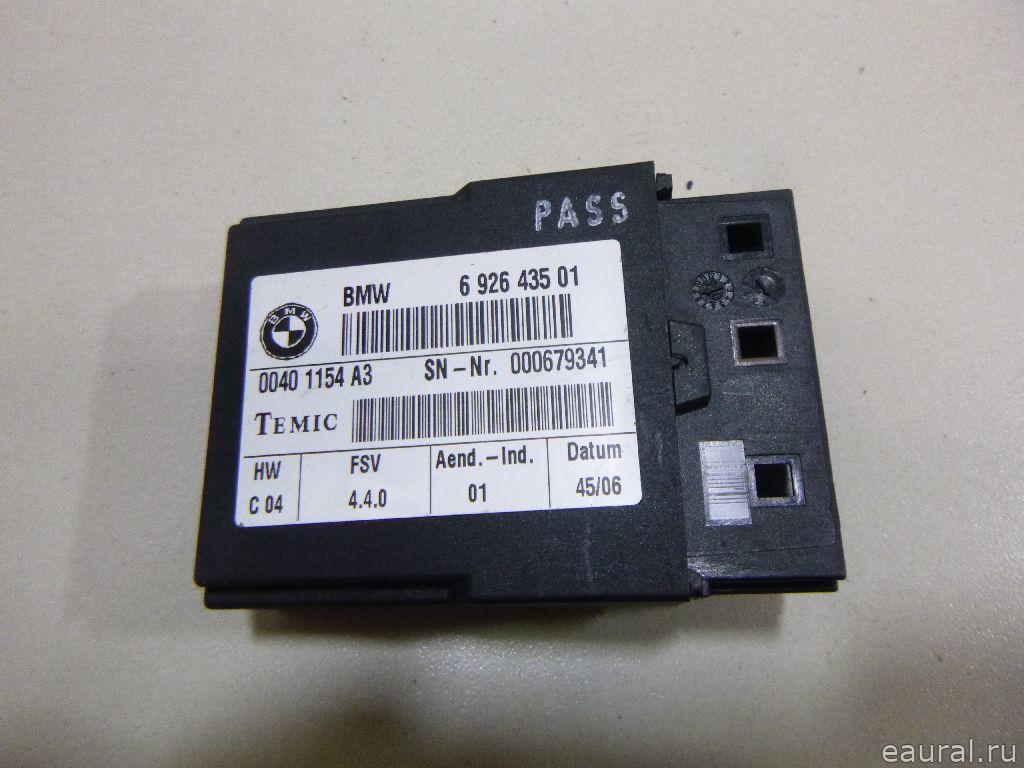 PASS
BMW 6 926 435 01
BMW
0040 1154 A3 SN-Nr. 000679341
TEMIC
HW FSV Aend.-Ind. Datum
C 04 4.4.0 01 45/06
eaural.ru